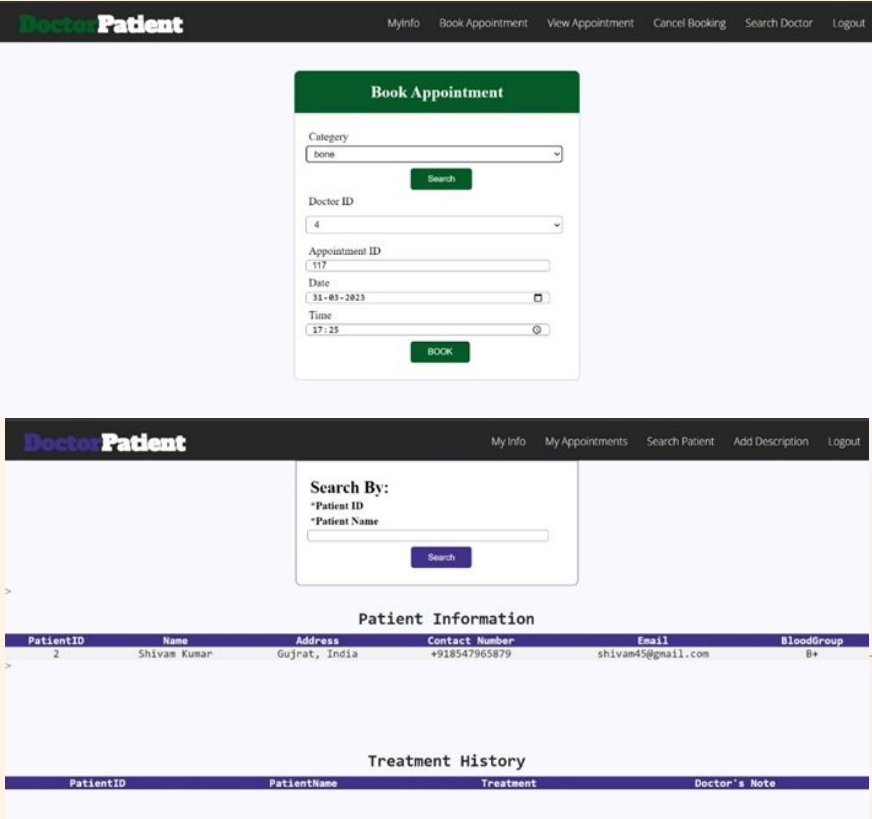 DoctorPatient MyInfo Book Appointment View Appointment Cancel Booking Search Doctor Logout
Book Appointment
Categery
bone
Search
Doctor ID
4
Appointment ID
117
Date
31-03-2023
Time
17:25
BOOK
DoctorPatient My Info My Appointments Search Patient Add Description Logout
Search By:
*Patient ID
*Patient Name
Search
>
Patient Information
PatientID Name Address Contact Number Email BloodGroup
2 Shivam Kumar Gujrat, India +918547965879 shivam45@gmail.com B+
>
Treatment History
PatientID PatientName Treatment Doctor's Note